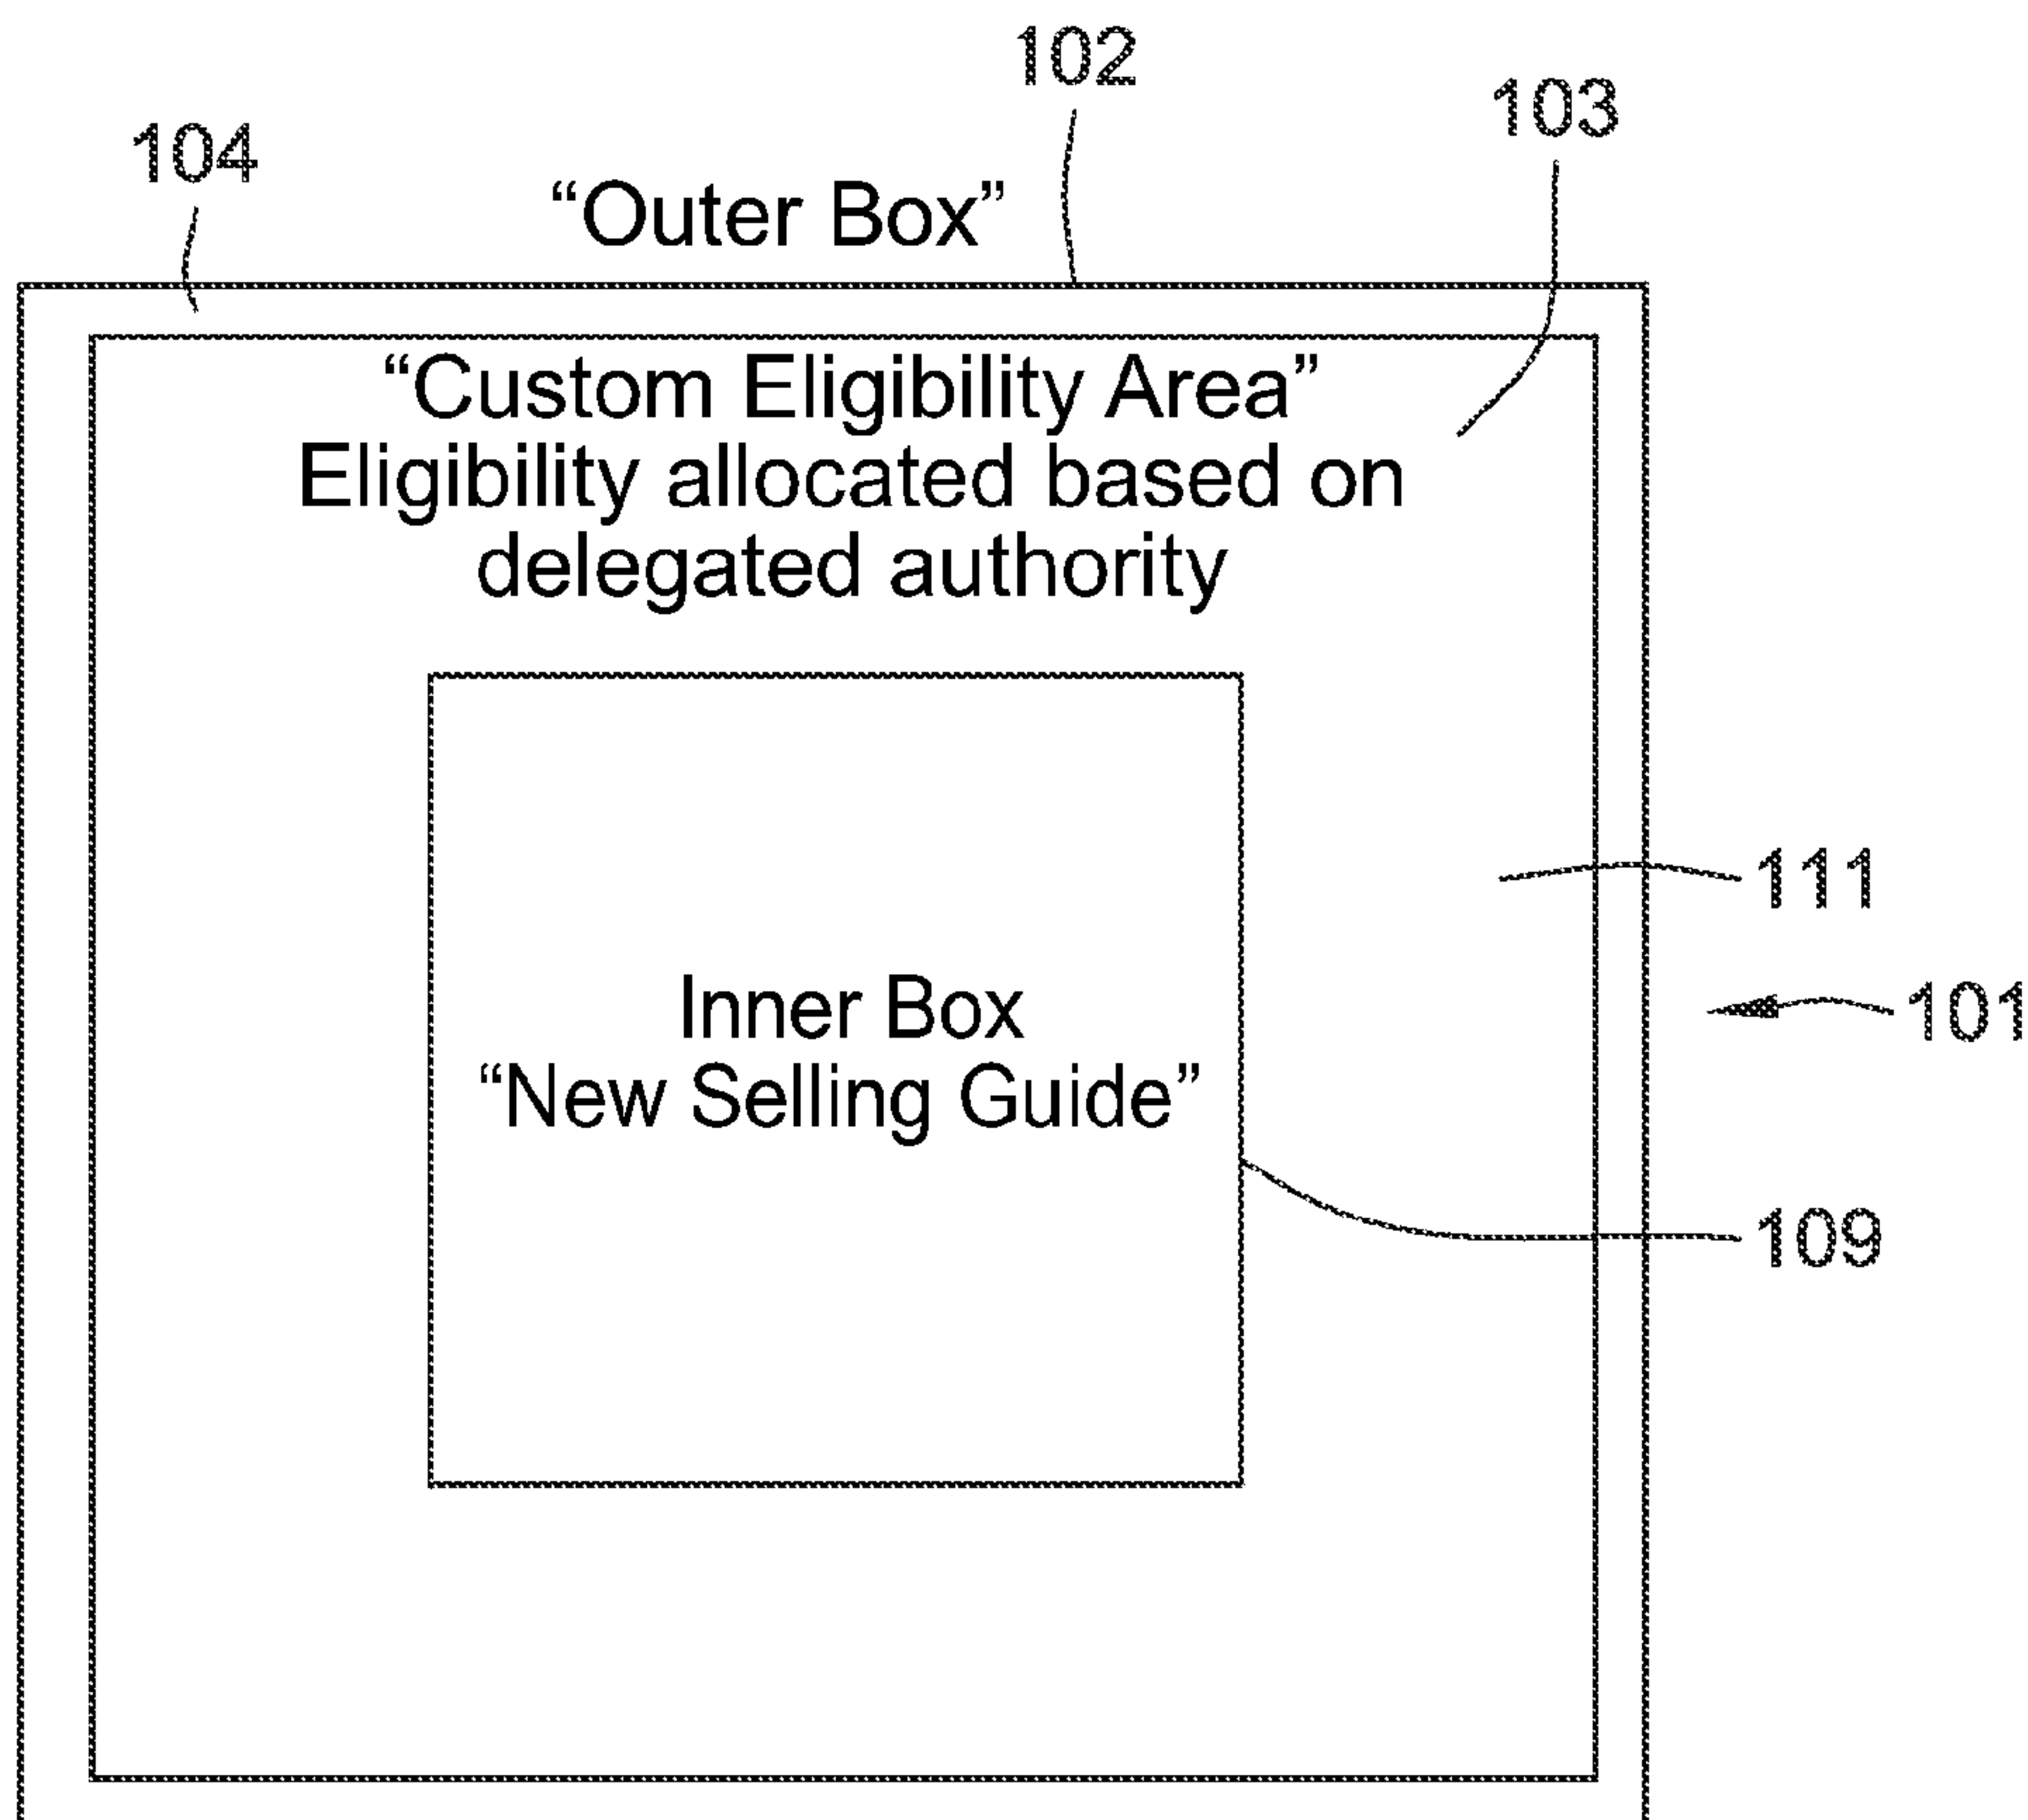 102
103
104
“Outer Box”
“Custom Eligibility Area”
Eligibility allocated based on
delegated authority
111
Inner Box
“New Selling Guide”
101
109